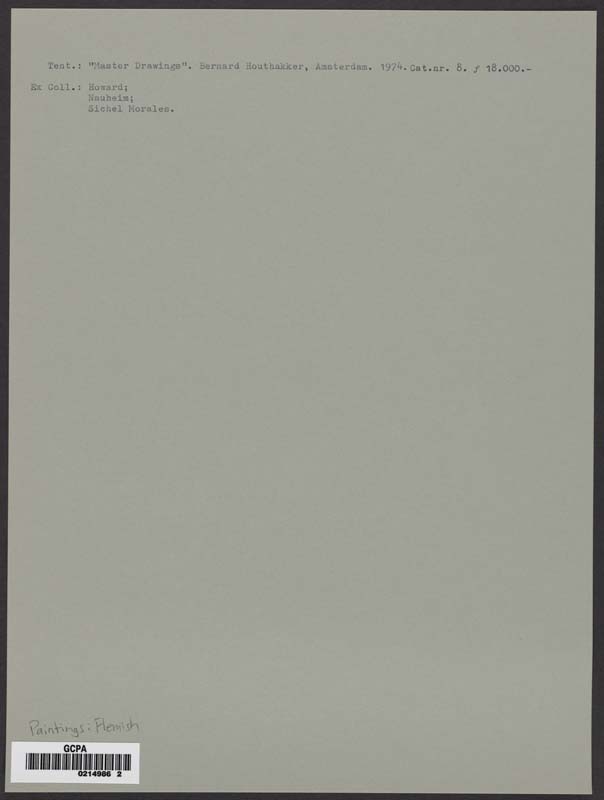 Tent.: "Master Drawings". Bernard Houthakker, Amsterdam. 1974. Cat.nr. 8. ƒ 18.000.-
Ex Coll.: Howard;
Nauheim;
Sichel Morales.
Paintings: Flemish
GCPA
0214986 2